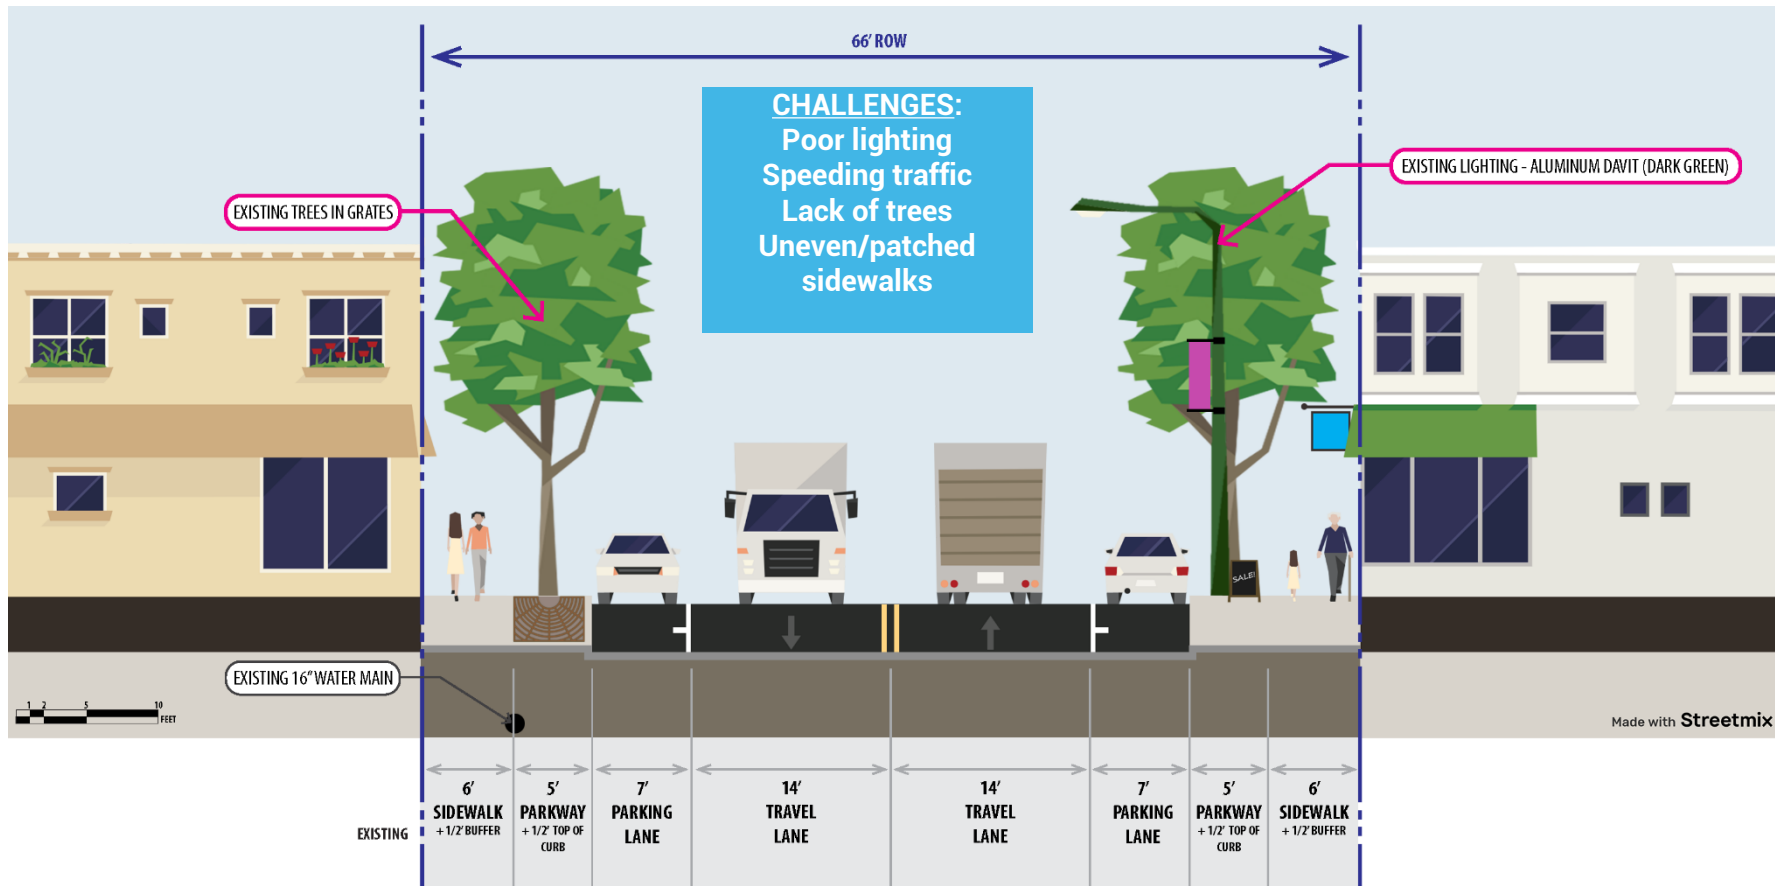 66' ROW
CHALLENGES:
Poor lighting
Speeding traffic
Lack of trees
Uneven/patched
sidewalks
EXISTING LIGHTING - ALUMINUM DAVIT (DARK GREEN)
EXISTING TREES IN GRATES
SALE!
EXISTING 16" WATER MAIN
1 2 5 10
FEET
Made with Streetmix
EXISTING
6'
SIDEWALK
+ 1/2' BUFFER
5'
PARKWAY
+ 1/2' TOP OF
CURB
7'
PARKING
LANE
14'
TRAVEL
LANE
14'
TRAVEL
LANE
7'
PARKING
LANE
5'
PARKWAY
+ 1/2' TOP OF
CURB
6'
SIDEWALK
+ 1/2' BUFFER